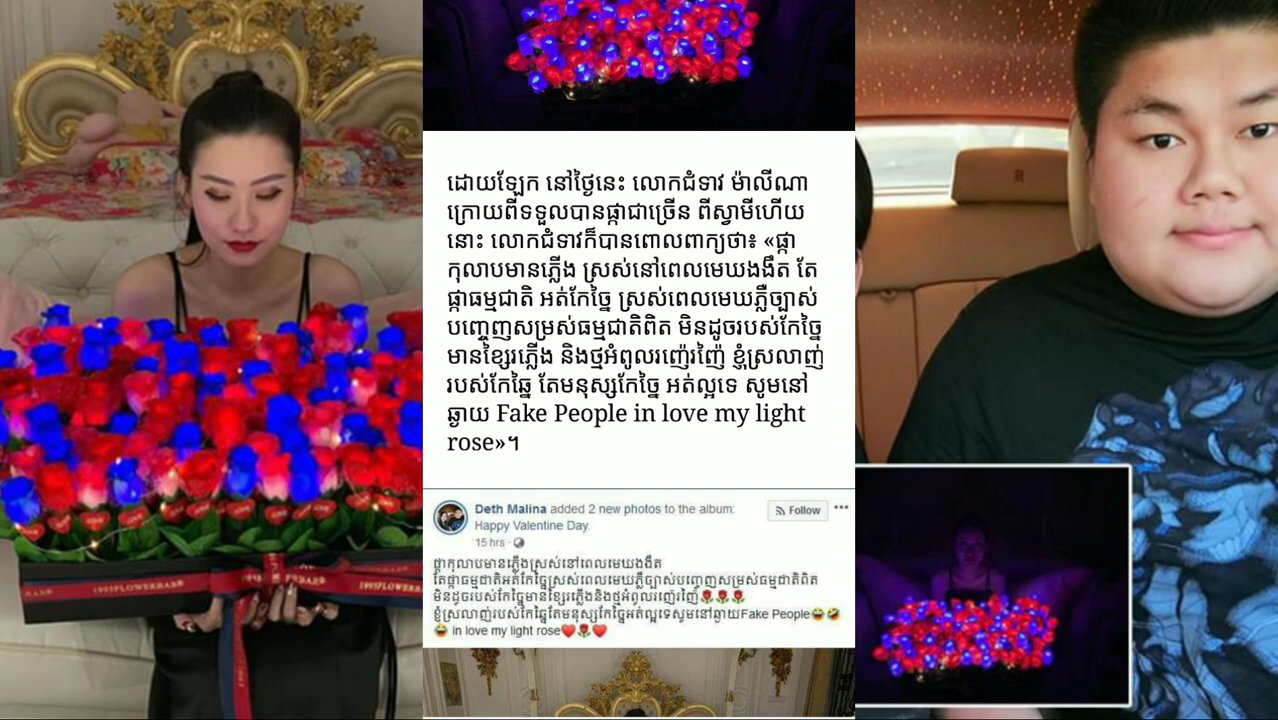 ដោយឡែក នៅថ្ងៃនេះ លោកជំទាវ ម៉ាលីណា
ក្រោយពីទទួលបានផ្កាជាច្រើន ពីស្វាមីហើយ
នោះ លោកជំទាវក៏បានពោលពាក្យថា៖ «ផ្កា
កុលាបមានភ្លើង ស្រស់នៅពេលមេឃងងឹត តែ
ផ្កាធម្មជាតិ អត់កែច្នៃ ស្រស់ពេលមេឃភ្លឺច្បាស់
បញ្ចេញសម្រស់ធម្មជាតិពិត មិនដូចរបស់កែច្នៃ
មានខ្សែរភ្លើង និងថ្មអំពូលរញ៉េរញ៉ៃ ខ្ញុំស្រលាញ់
របស់កែឆ្នៃ តែមនុស្សកែច្នៃ អត់ល្អទេ សូមនៅ
ឆ្ងាយ Fake People in love my light
rose»។
Deth Malina added 2 new photos to the album:
Happy Valentine Day.
Follow
15 hrs
ផ្កាកុលាបមានភ្លើងស្រស់នៅពេលមេឃងងឹត
តែផ្កាធម្មជាតិអត់កែច្នៃស្រស់ពេលមេឃភ្លឺច្បាស់បញ្ចេញសម្រស់ធម្មជាតិពិត
មិនដូចរបស់កែច្នៃមានខ្សែរភ្លើងនិងថ្មអំពូលរញ៉េរញ៉ៃ🌹🌹🌹
ខ្ញុំស្រលាញ់របស់កែឆ្នៃតែមនុស្សកែច្នៃអត់ល្អទេសូមនៅឆ្ងាយFake People😂🤣
😂 in love my light rose❤️🌹❤️
R
1993FLOWERBAR®